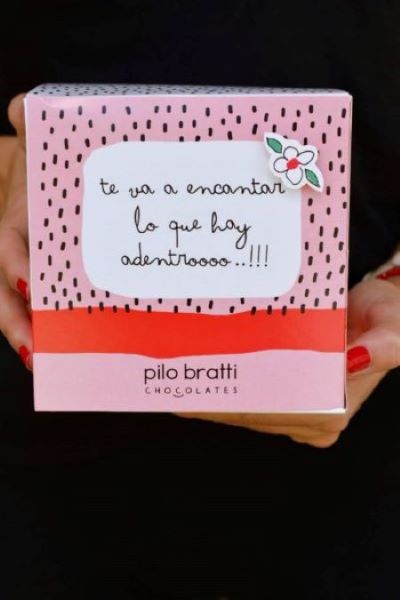 te va a encantar
lo que hay
adentroooo..!!!
pilo bratti
CHOCOLATES